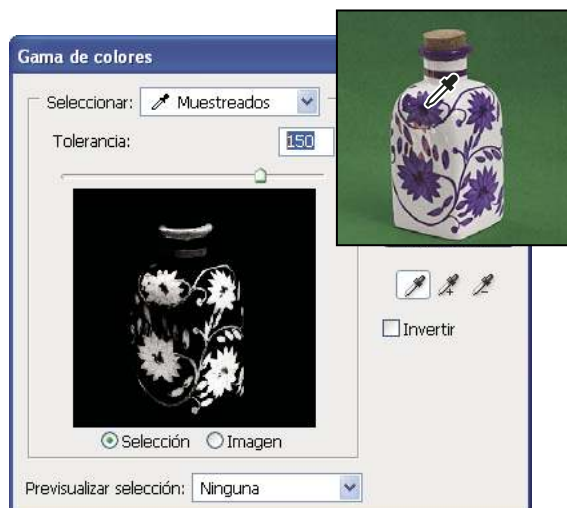 Gama de colores
Seleccionar: Muestreados
Tolerancia: 150
Selección Imagen
Invertir
Previsualizar selección: Ninguna